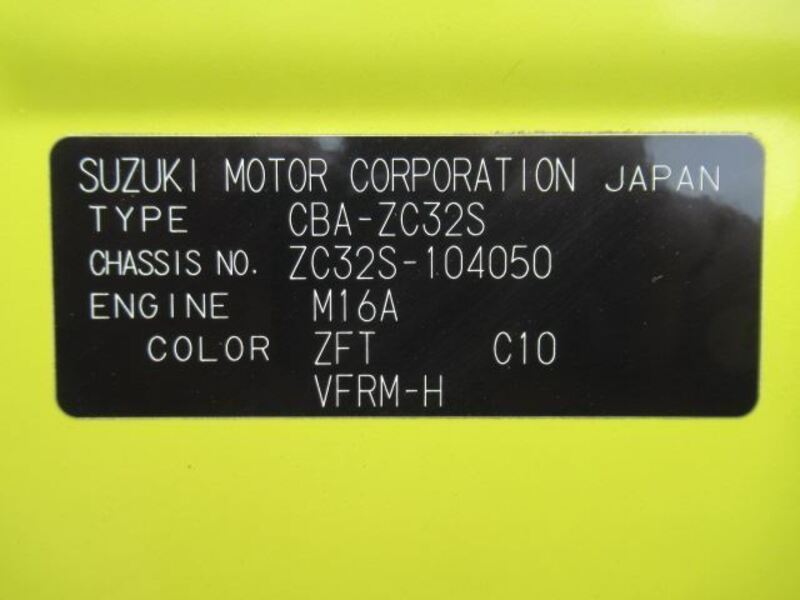 SUZUKI MOTOR CORPORATION JAPAN
TYPE CBA-ZC32S
CHASSIS NO. ZC32S-104050
ENGINE M16A
COLOR ZFT C10
VFRM-H